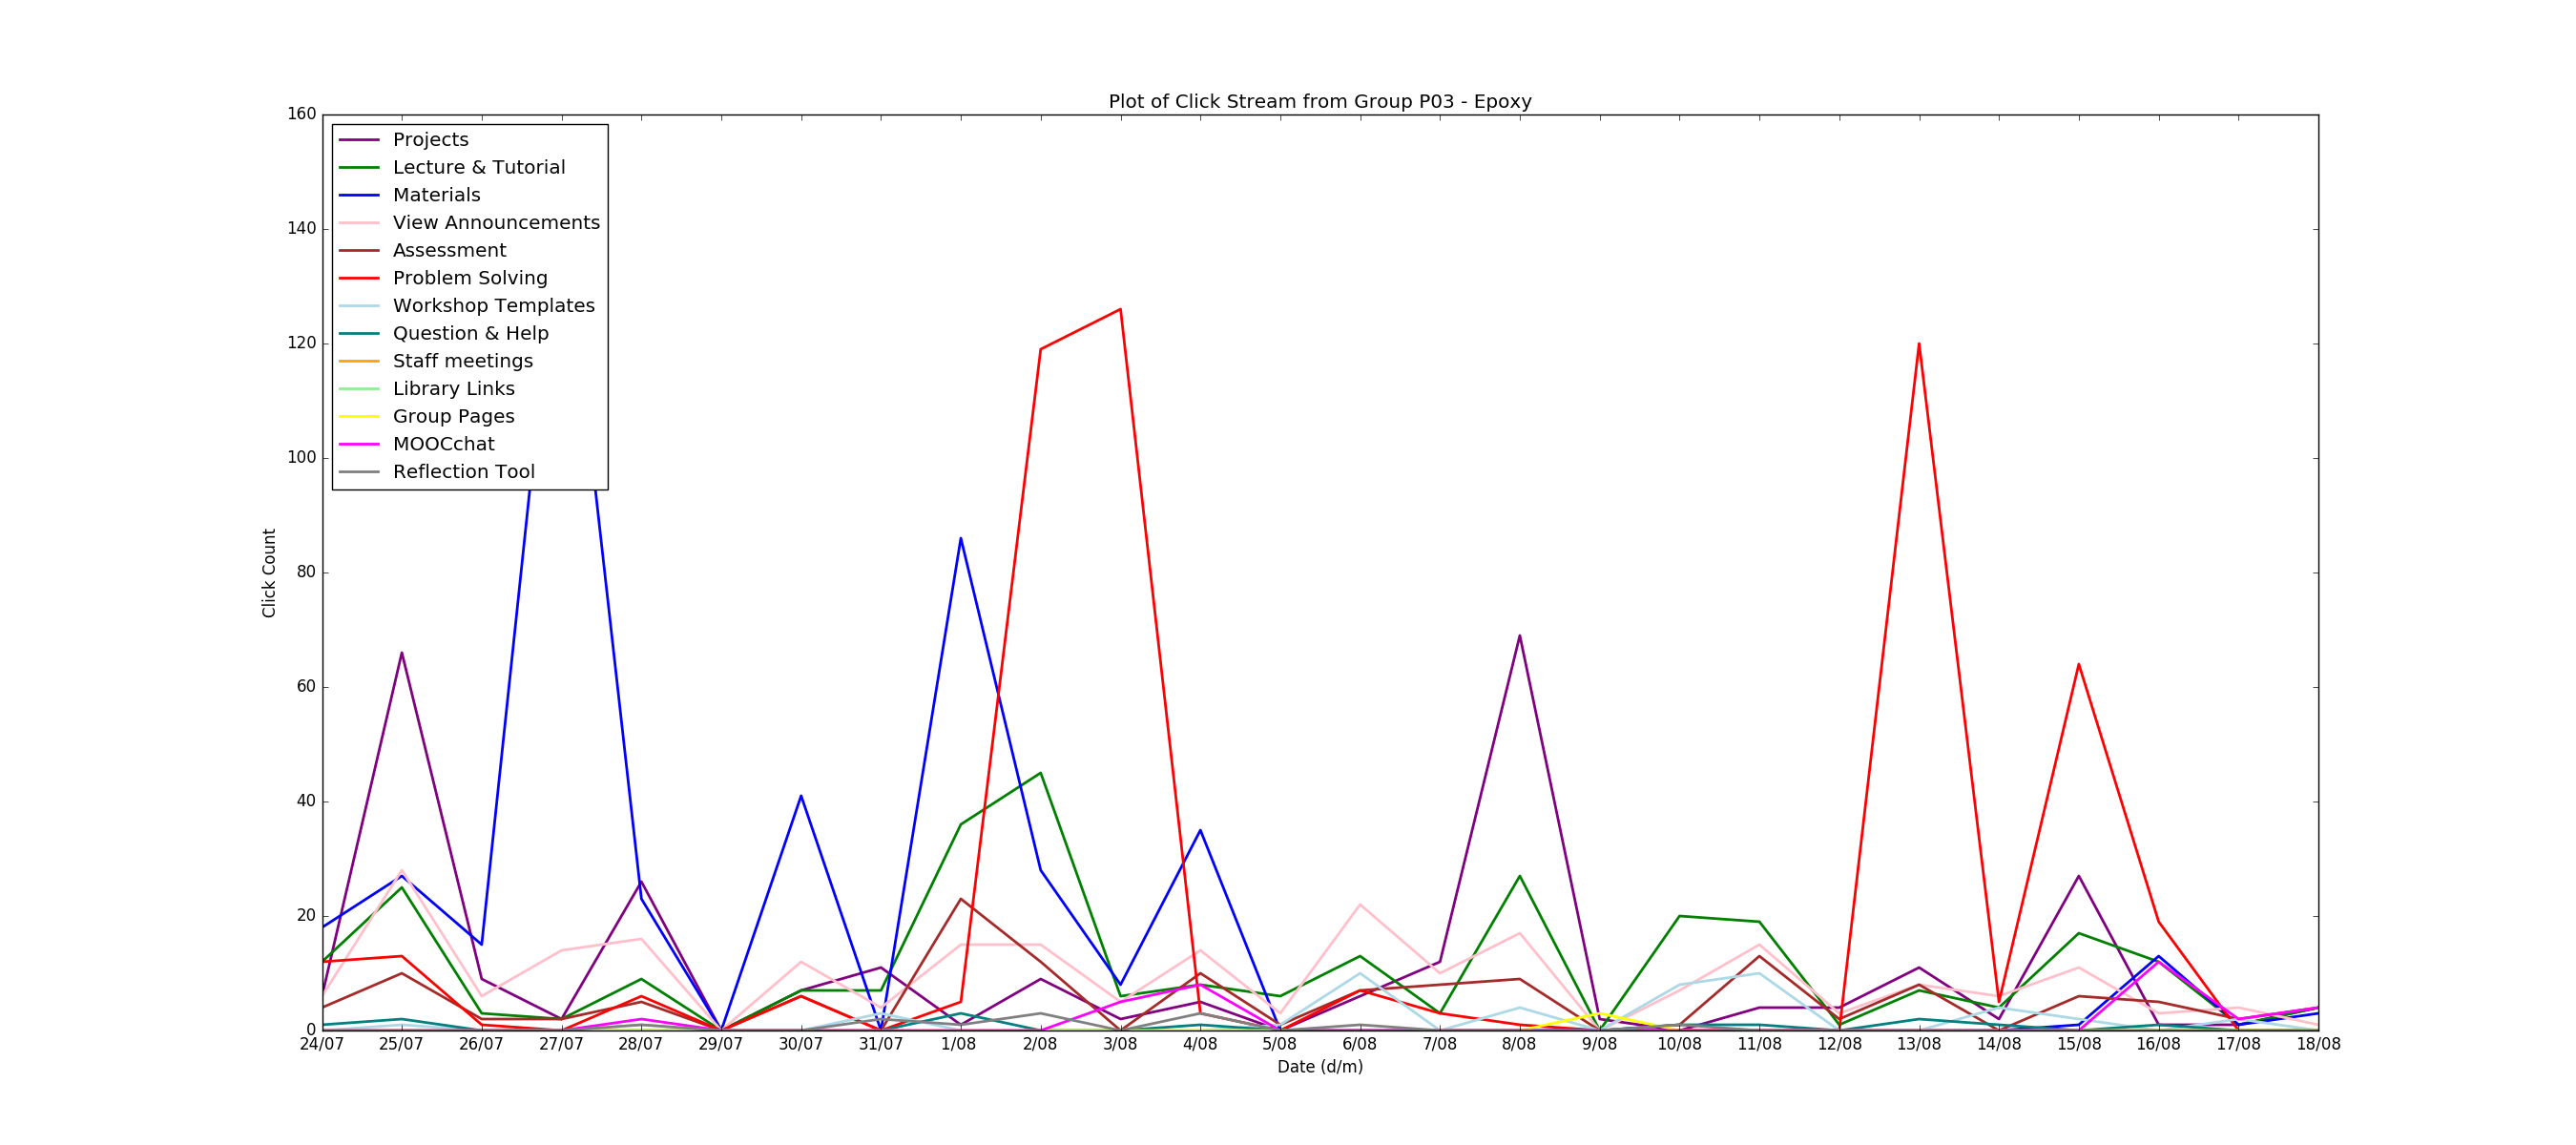 Plot of Click Stream from Group P03 - Epoxy
160
140
120
100
80
60
40
20
0
Click Count
Projects
Lecture & Tutorial
Materials
View Announcements
Assessment
Problem Solving
Workshop Templates
Question & Help
Staff meetings
Library Links
Group Pages
MOOCchat
Reflection Tool
24/07 25/07 26/07 27/07 28/07 29/07 30/07 31/07 1/08 2/08 3/08 4/08 5/08 6/08 7/08 8/08 9/08 10/08 11/08 12/08 13/08 14/08 15/08 16/08 17/08 18/08
Date (d/m)